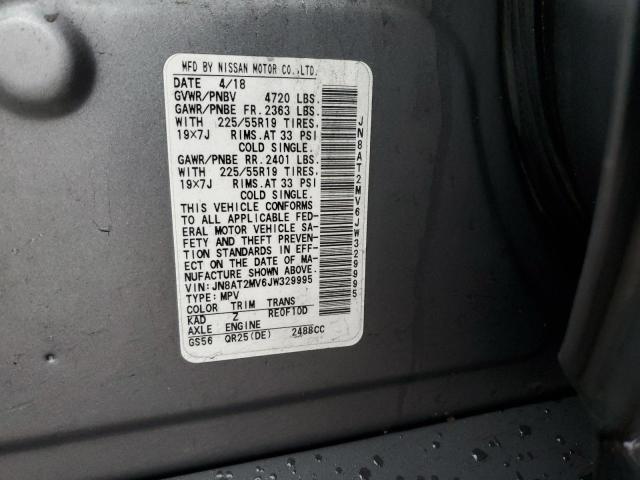 MFD BY NISSAN MOTOR CO.,LTD.
DATE 4/18
GVWR/PNBV 4720 LBS.
GAWR/PNBE FR. 2363 LBS.
WITH 225/55R19 TIRES.
19×7J RIMS.AT 33 PSI
COLD SINGLE.
GAWR/PNBE RR. 2401 LBS.
WITH 225/55R19 TIRES.
19×7J RIMS.AT 33 PSI
COLD SINGLE.
THIS VEHICLE CONFORMS
TO ALL APPLICABLE FED-
ERAL MOTOR VEHICLE SA-
FETY AND THEFT PREVEN-
TION STANDARDS IN EFF-
ECT ON THE DATE OF MA-
NUFACTURE SHOWN ABOVE.
VIN: JN8AT2MV6JW329995
TYPE: MPV
COLOR TRIM TRANS
KAD Z RE0F10D
AXLE ENGINE
GS56 QR25(DE) 2488CC
JN8AT2MV6JW329995